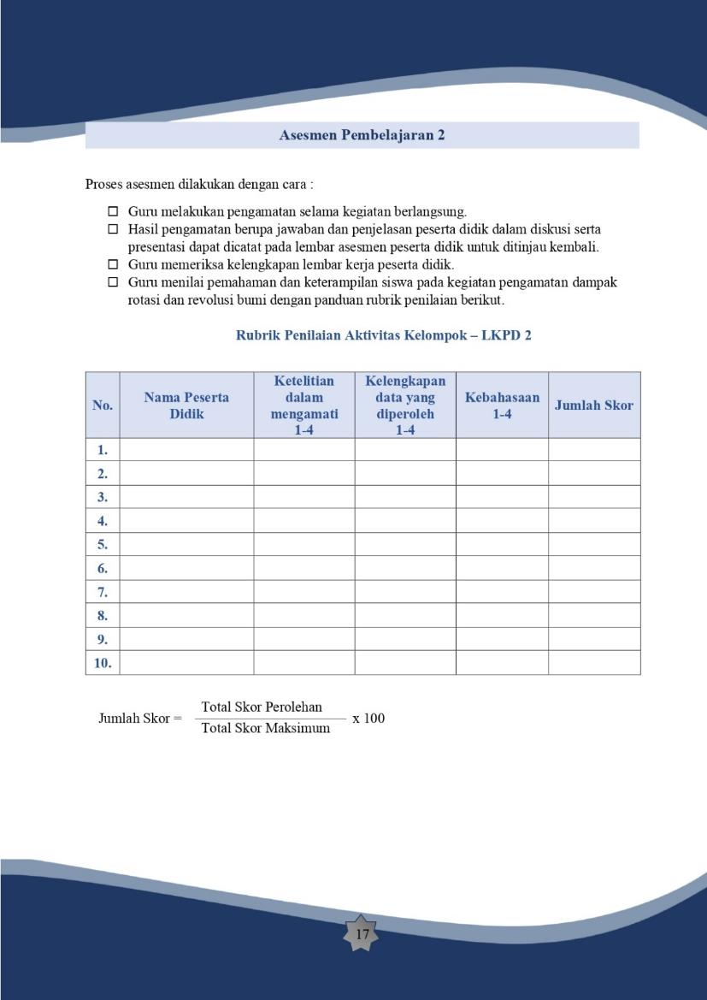 Asesmen Pembelajaran 2
Proses asesmen dilakukan dengan cara :
☐ Guru melakukan pengamatan selama kegiatan berlangsung.
☐ Hasil pengamatan berupa jawaban dan penjelasan peserta didik dalam diskusi serta
presentasi dapat dicatat pada lembar asesmen peserta didik untuk ditinjau kembali.
☐ Guru memeriksa kelengkapan lembar kerja peserta didik.
☐ Guru menilai pemahaman dan keterampilan siswa pada kegiatan pengamatan dampak
rotasi dan revolusi bumi dengan panduan rubrik penilaian berikut.
Rubrik Penilaian Aktivitas Kelompok – LKPD 2
No.
Nama Peserta
Didik
Ketelitian
dalam
mengamati
1-4
Kelengkapan
data yang
diperoleh
1-4
Kebahasaan
1-4
Jumlah Skor
1.
2.
3.
4.
5.
6.
7.
8.
9.
10.
Total Skor Perolehan
Jumlah Skor = x 100
Total Skor Maksimum
17